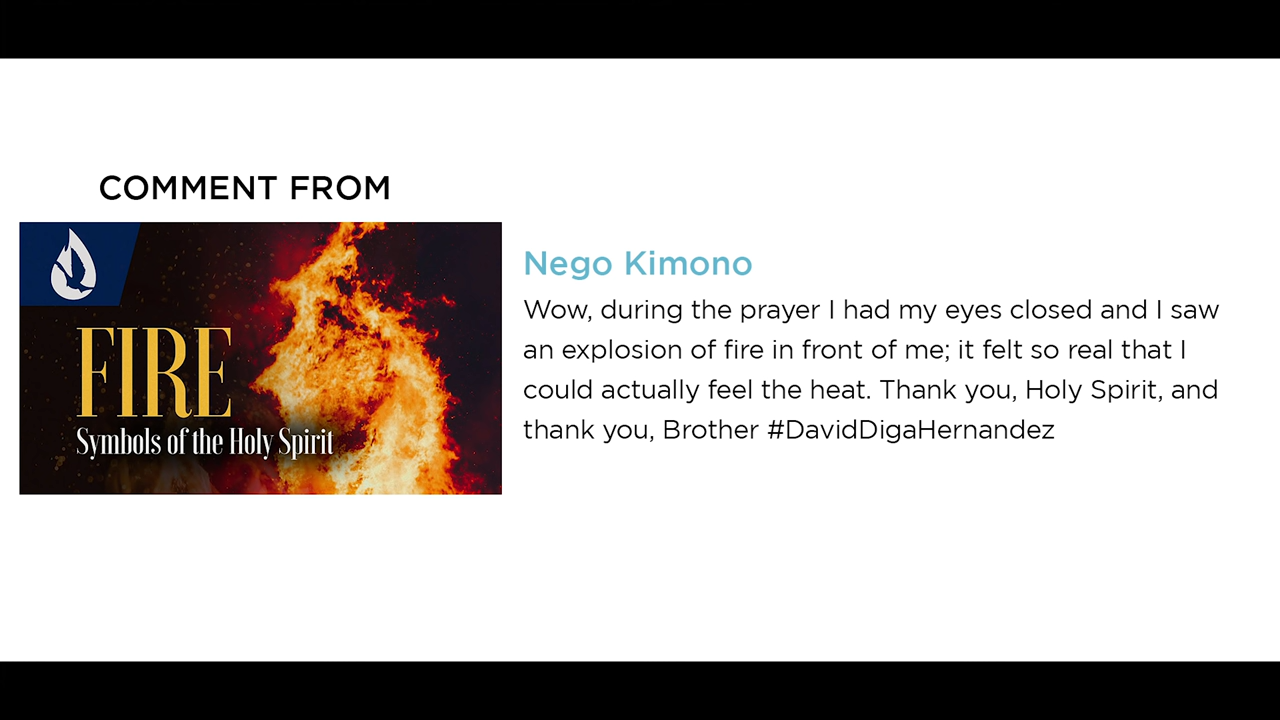 COMMENT FROM
FIRE
Symbols of the Holy Spirit
Nego Kimono
Wow, during the prayer I had my eyes closed and I saw
an explosion of fire in front of me; it felt so real that I
could actually feel the heat. Thank you, Holy Spirit, and
thank you, Brother #DavidDigaHernandez